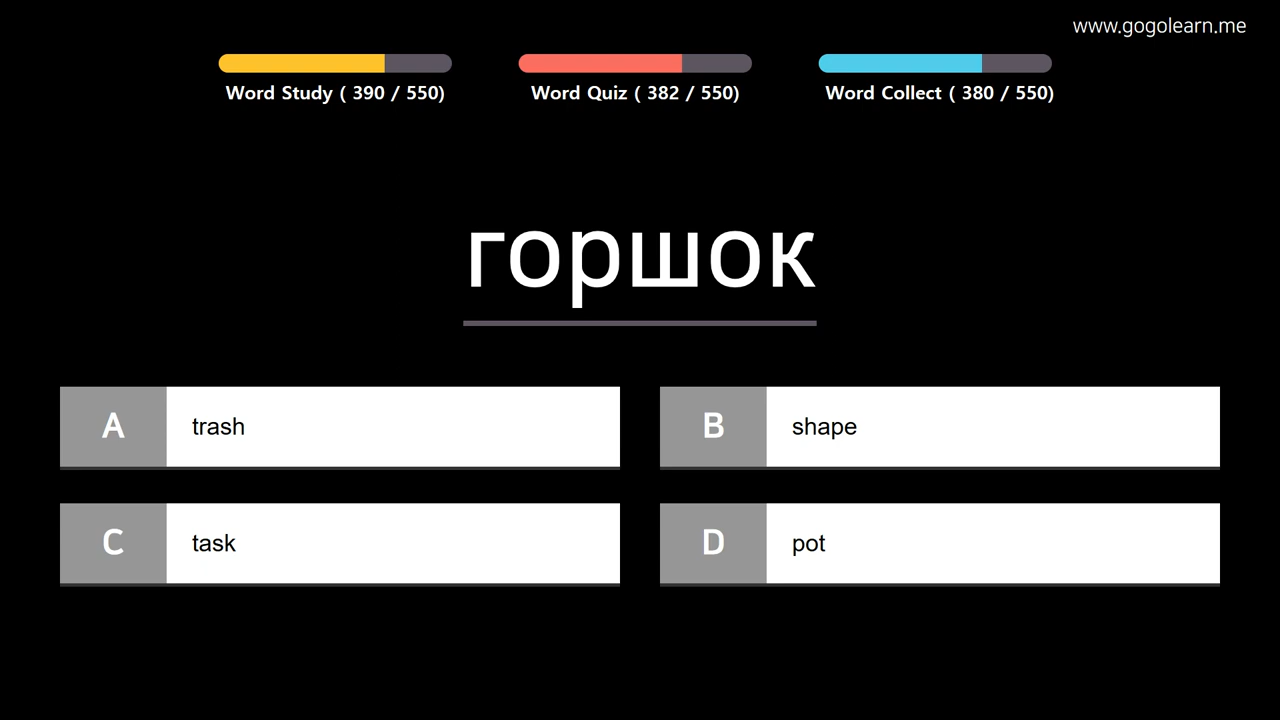 www.gogolearn.me
Word Study ( 390 / 550)
Word Quiz ( 382 / 550)
Word Collect ( 380 / 550)
горшок
A trash
B shape
C task
D pot